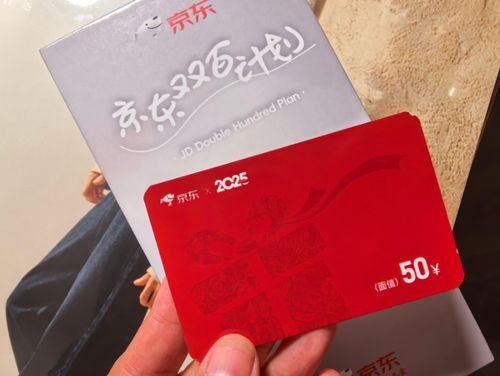 京东
京东双百计划
· JD Double Hundred Plan ·
京东 × 2025
(面值) 50¥
京东